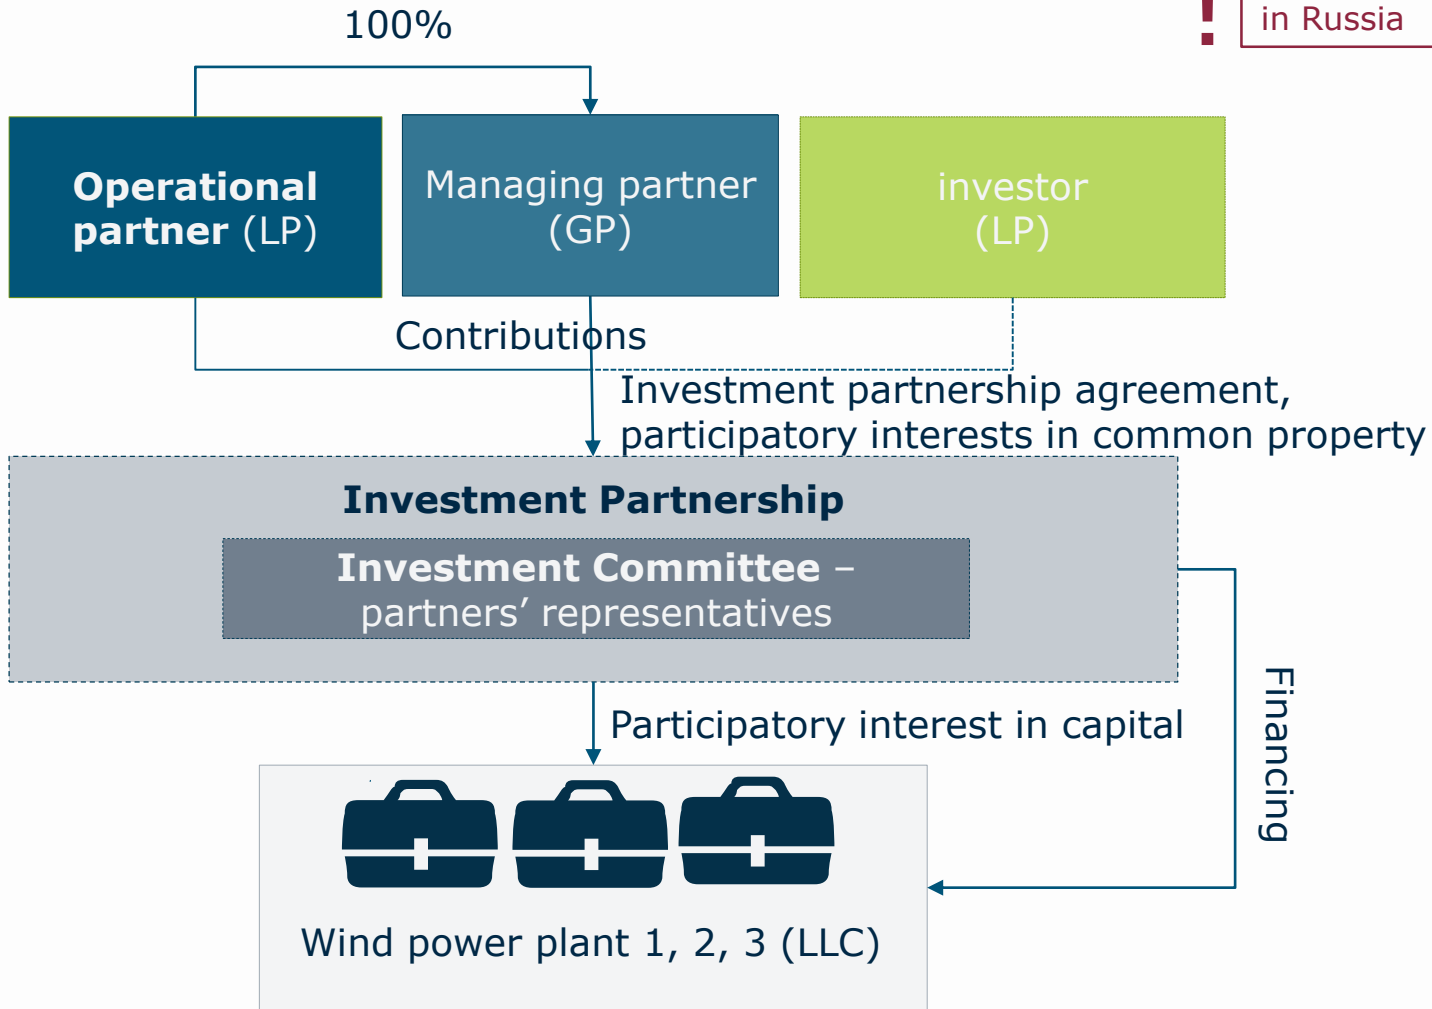 100%
!
in Russia
Operational
partner (LP)
Managing partner
(GP)
investor
(LP)
Contributions
Investment partnership agreement,
participatory interests in common property
Investment Partnership
Investment Committee –
partners’ representatives
Participatory interest in capital
Financing
Wind power plant 1, 2, 3 (LLC)